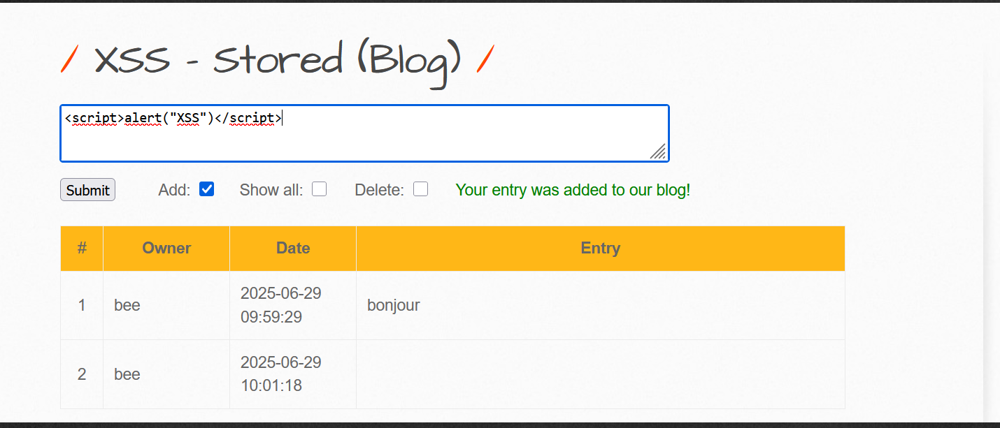 / XSS - Stored (Blog) /
<script>alert("XSS")</script>
Submit Add: Show all: Delete: Your entry was added to our blog!
# Owner Date Entry
1 bee 2025-06-29 09:59:29 bonjour
2 bee 2025-06-29 10:01:18